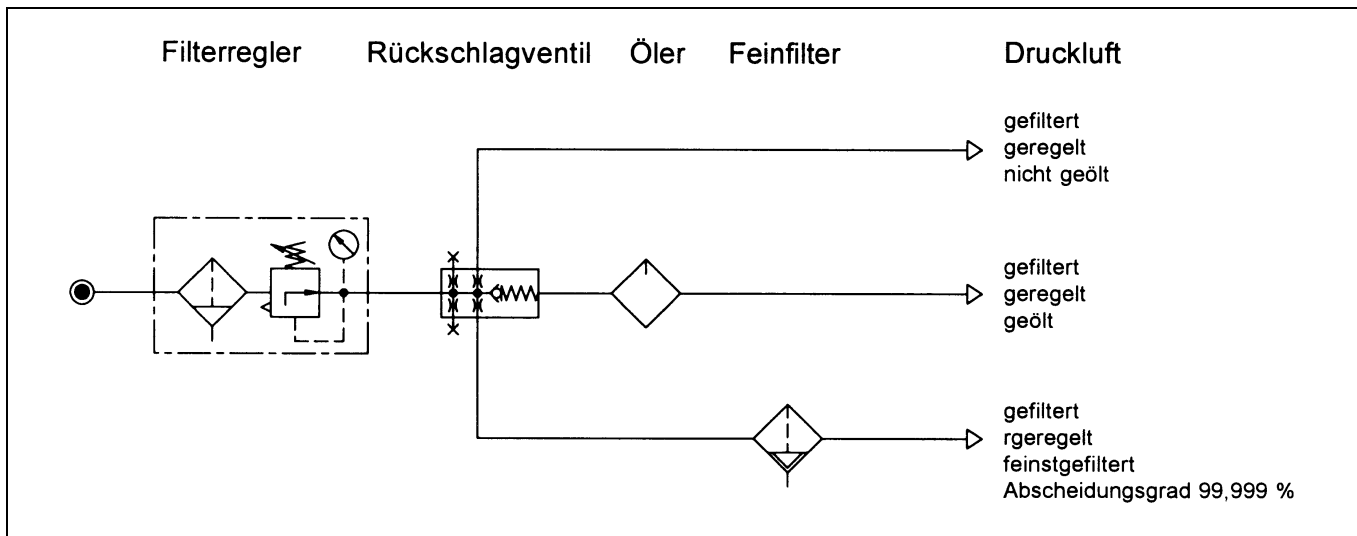 Filterregler Rückschlagventil Öler Feinfilter Druckluft
gefiltert
geregelt
nicht geölt
gefiltert
geregelt
geölt
gefiltert
rgeregelt
feinstgefiltert
Abscheidungsgrad 99,999 %